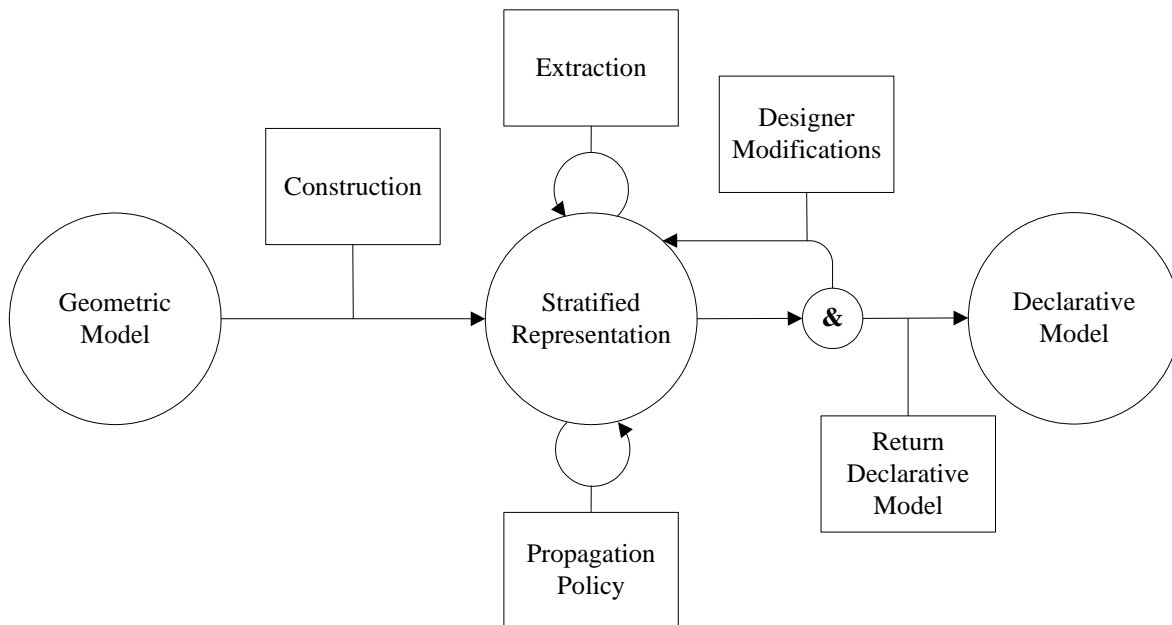 Extraction
Designer
Modifications
Construction
Geometric
Model
Stratified
Representation
&
Declarative
Model
Return
Declarative
Model
Propagation
Policy